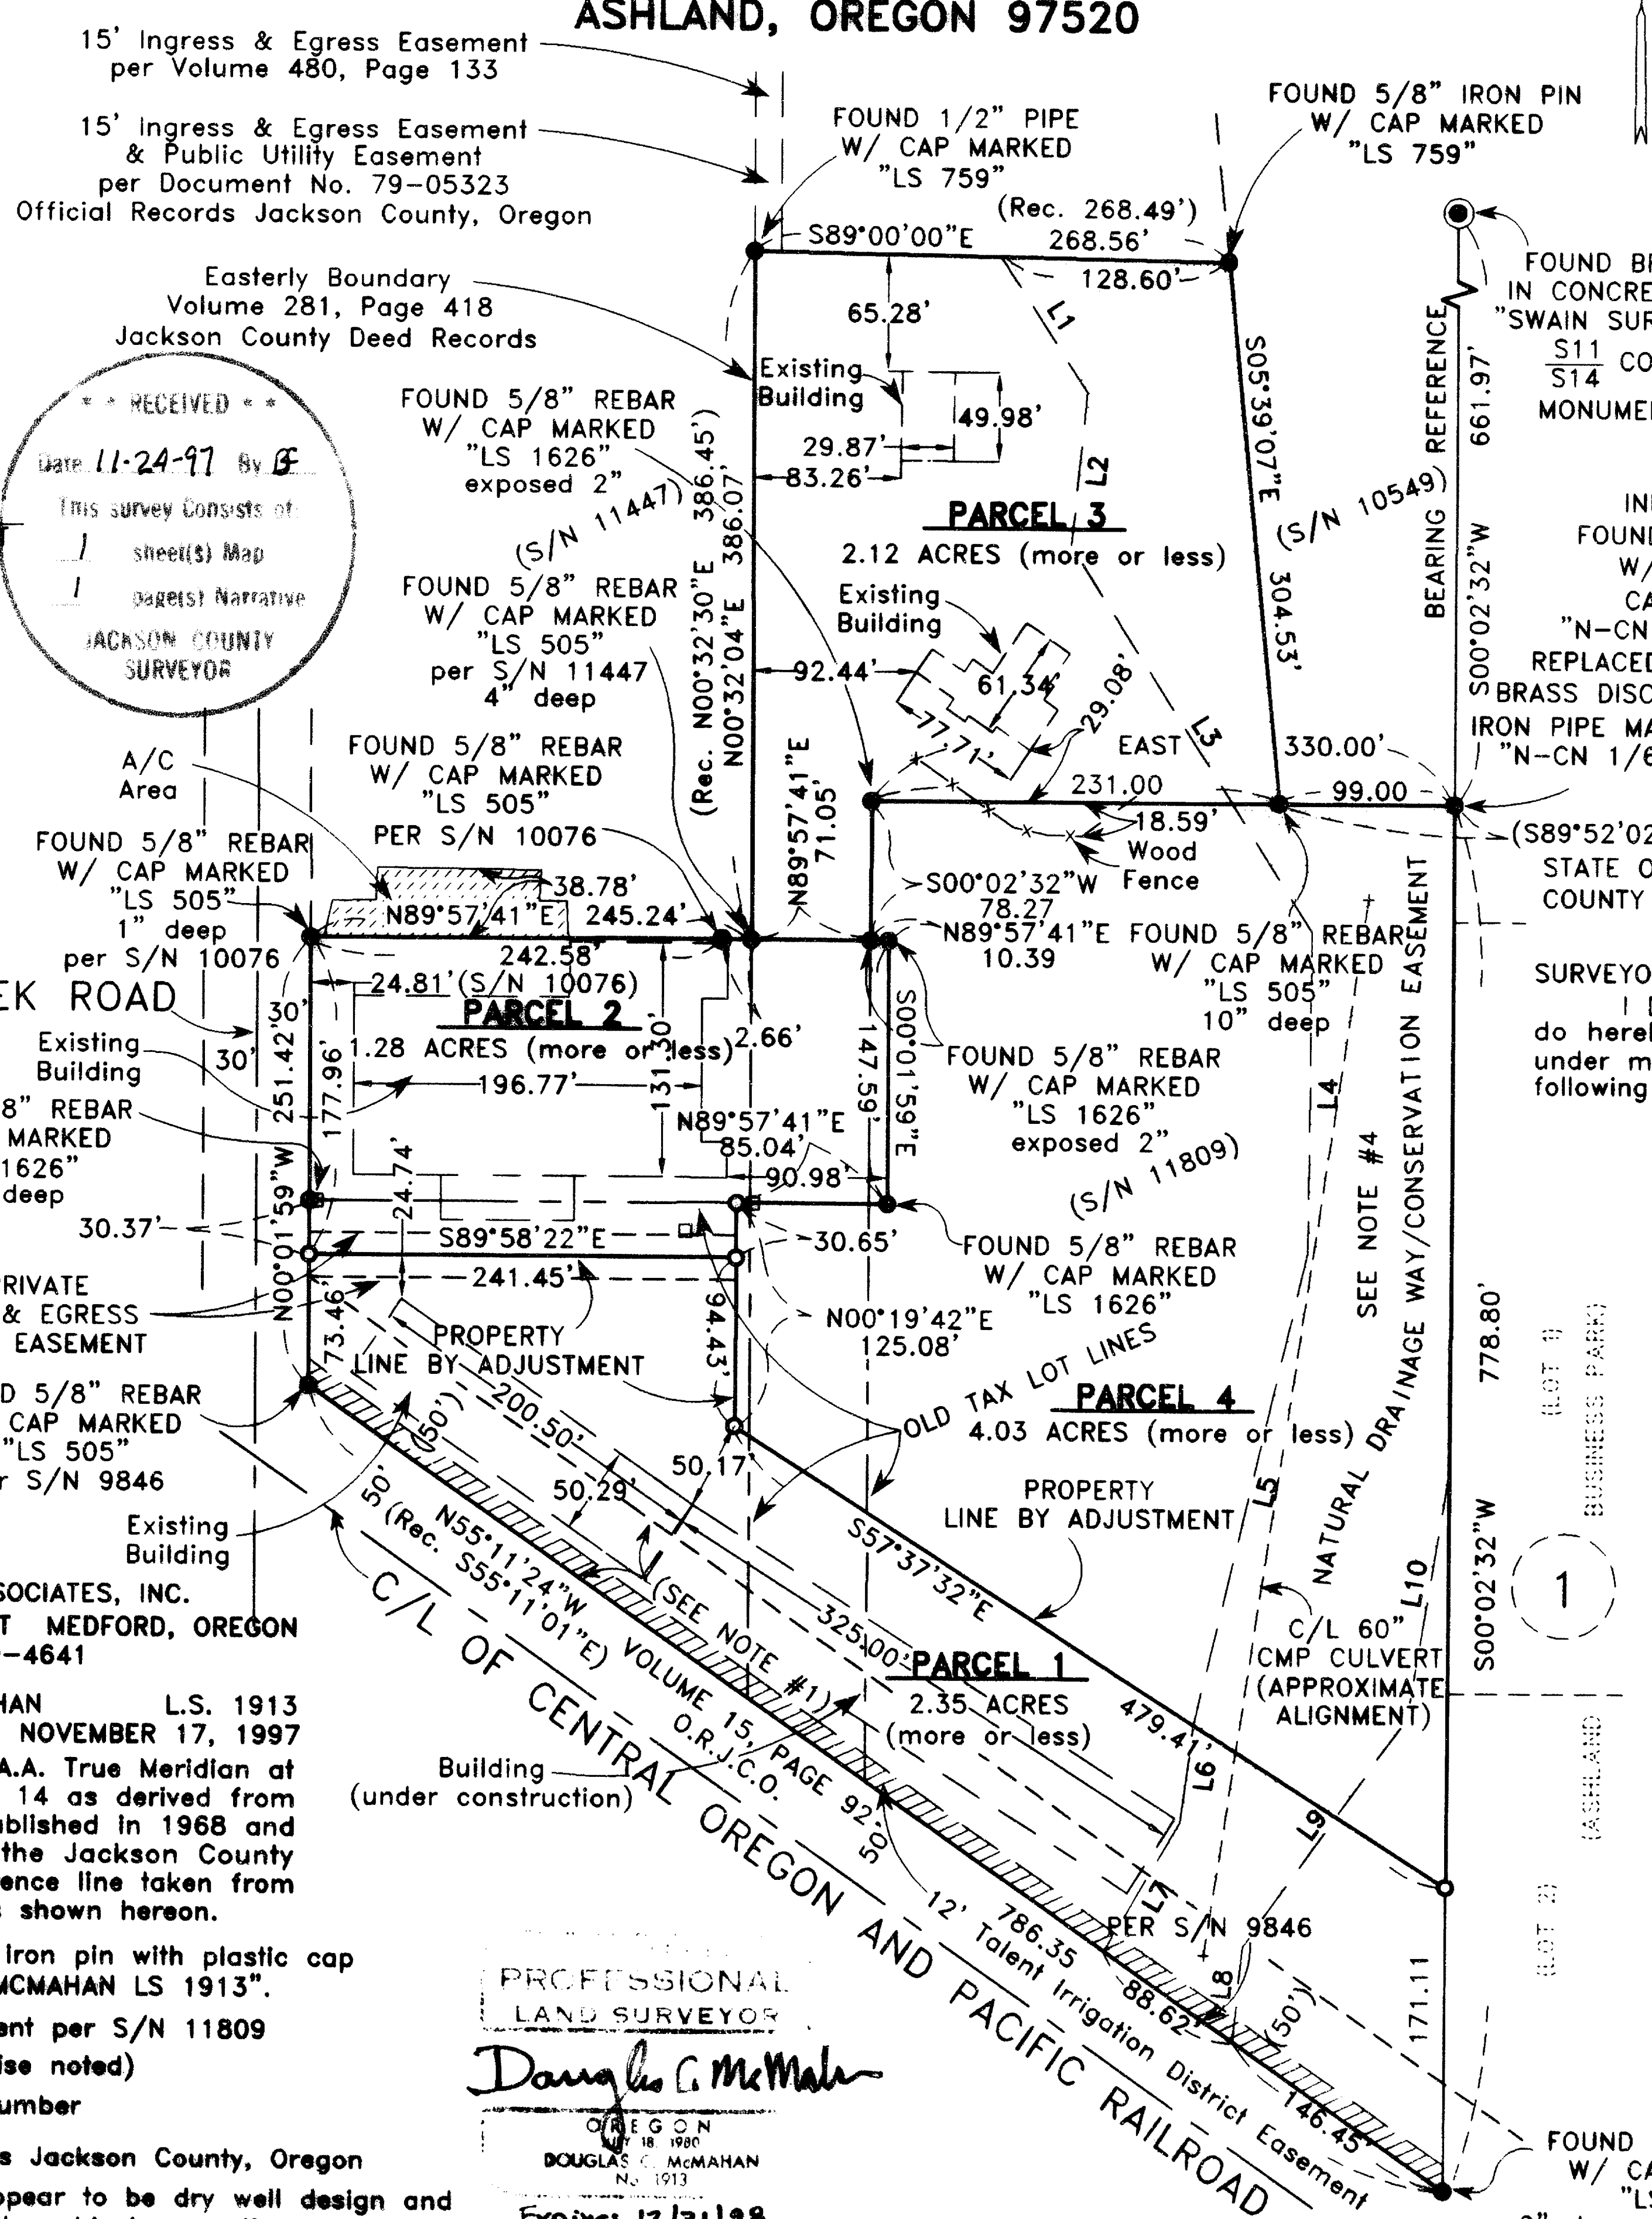 ASHLAND, OREGON 97520
15' Ingress & Egress Easement
per Volume 480, Page 133
15' Ingress & Egress Easement
& Public Utility Easement
per Document No. 79-05323
Official Records Jackson County, Oregon
Easterly Boundary
Volume 281, Page 418
Jackson County Deed Records
FOUND 1/2" PIPE
W/ CAP MARKED
"LS 759"
FOUND 5/8" IRON PIN
W/ CAP MARKED
"LS 759"
(Rec. 268.49')
S89°00'00"E 268.56'
128.60'
65.28'
L1
Existing
Building
49.98'
29.87'
83.26'
L2
S05°39'07"E 304.53'
(S/N 10549)
BEARING REFERENCE
661.97'
S00°02'32"W
FOUND
IN
"SWAIN
S11
S14
* * RECEIVED * *
Date 11-24-97 By
This survey Consists of:
1 sheet(s) Map
1 page(s) Narrative
JACKSON COUNTY
SURVEYOR
FOUND 5/8" REBAR
W/ CAP MARKED
"LS 1626"
exposed 2"
(S/N 11447)
FOUND 5/8" REBAR
W/ CAP MARKED
"LS 505"
per S/N 11447
4" deep
(Rec. N00°32'30"E 386.45')
N00°32'04"E 386.07'
PARCEL 3
2.12 ACRES (more or less)
Existing
Building
92.44'
61.34'
77.71'
29.08'
L3
FOUND
W/
"N-CN
REPLACED
BRASS DISC
IRON PIPE
"N-CN
EAST
231.00
330.00'
99.00
18.59'
Wood
Fence
(S89°52'02
STATE
COUNTY
A/C
Area
FOUND 5/8" REBAR
W/ CAP MARKED
"LS 505"
PER S/N 10076
FOUND 5/8" REBAR
W/ CAP MARKED
"LS 505"
1" deep
per S/N 10076
38.78'
N89°57'41"E 245.24'
242.58'
24.81' (S/N 10076)
N89°57'41"E
71.05'
S00°02'32"W
78.27
N89°57'41"E
10.39
FOUND 5/8" REBAR
W/ CAP MARKED
"LS 505"
10" deep
ROAD
30'
30'
PARCEL 2
1.28 ACRES (more or less)
196.77'
131.30'
2.66'
147.59'
S00°01'59"E
Existing
Building
N00°01'59"W 251.42'
177.96'
24.74'
FOUND 5/8" REBAR
W/ CAP MARKED
"LS 1626"
exposed 2"
(S/N 11809)
do
under
following
8" REBAR
MARKED
1626"
deep
N89°57'41"E
85.04'
90.98'
30.37'
30.65'
S89°58'22"E
241.45'
FOUND 5/8" REBAR
W/ CAP MARKED
"LS 1626"
N00°19'42"E
125.08'
& EGRESS
EASEMENT
73.46'
94.43'
PROPERTY
LINE BY ADJUSTMENT
5/8" REBAR
CAP MARKED
"LS 505"
S/N 9846
200.50'
(50')
50'
50.29'
50.17'
OLD TAX LOT LINES
PARCEL 4
4.03 ACRES (more or less)
PROPERTY
LINE BY ADJUSTMENT
L4
SEE NOTE #4
NATURAL DRAINAGE WAY/CONSERVATION EASEMENT
L5
L10
778.80'
S00°02'32"W
(LOT 1)
BUSINESS PARK)
1
(ASHLAND
(LOT 2)
Existing
Building
S57°37'32"E
479.41'
N55°11'24"W
(Rec. S55°11'01"E)
VOLUME 15, PAGE 92
O.R.J.C.O.
(SEE NOTE #1)
325.00'
PARCEL 1
2.35 ACRES
(more or less)
C/L 60"
CMP CULVERT
(APPROXIMATE
ALIGNMENT)
L6
L9
Building
(under construction)
C/L OF CENTRAL OREGON AND PACIFIC RAILROAD
50'
12' Talent Irrigation District Easement
L7
PER S/N 9846
786.35
88.62'
L8
(50')
146.45'
171.11
INC.
MEDFORD, OREGON
-4641
L.S. 1913
NOVEMBER 17, 1997
True Meridian at
14 as derived from
in 1968 and
the Jackson County
line taken from
shown hereon.
iron pin with plastic cap
MCMAHAN LS 1913".
per S/N 11809
noted)
Jackson County, Oregon
to be dry well design and
PROFESSIONAL
LAND SURVEYOR
Douglas C. McMahan
OREGON
JULY 18, 1980
DOUGLAS C. McMAHAN
No. 1913
Expires 12/31/98
FOUND
W/